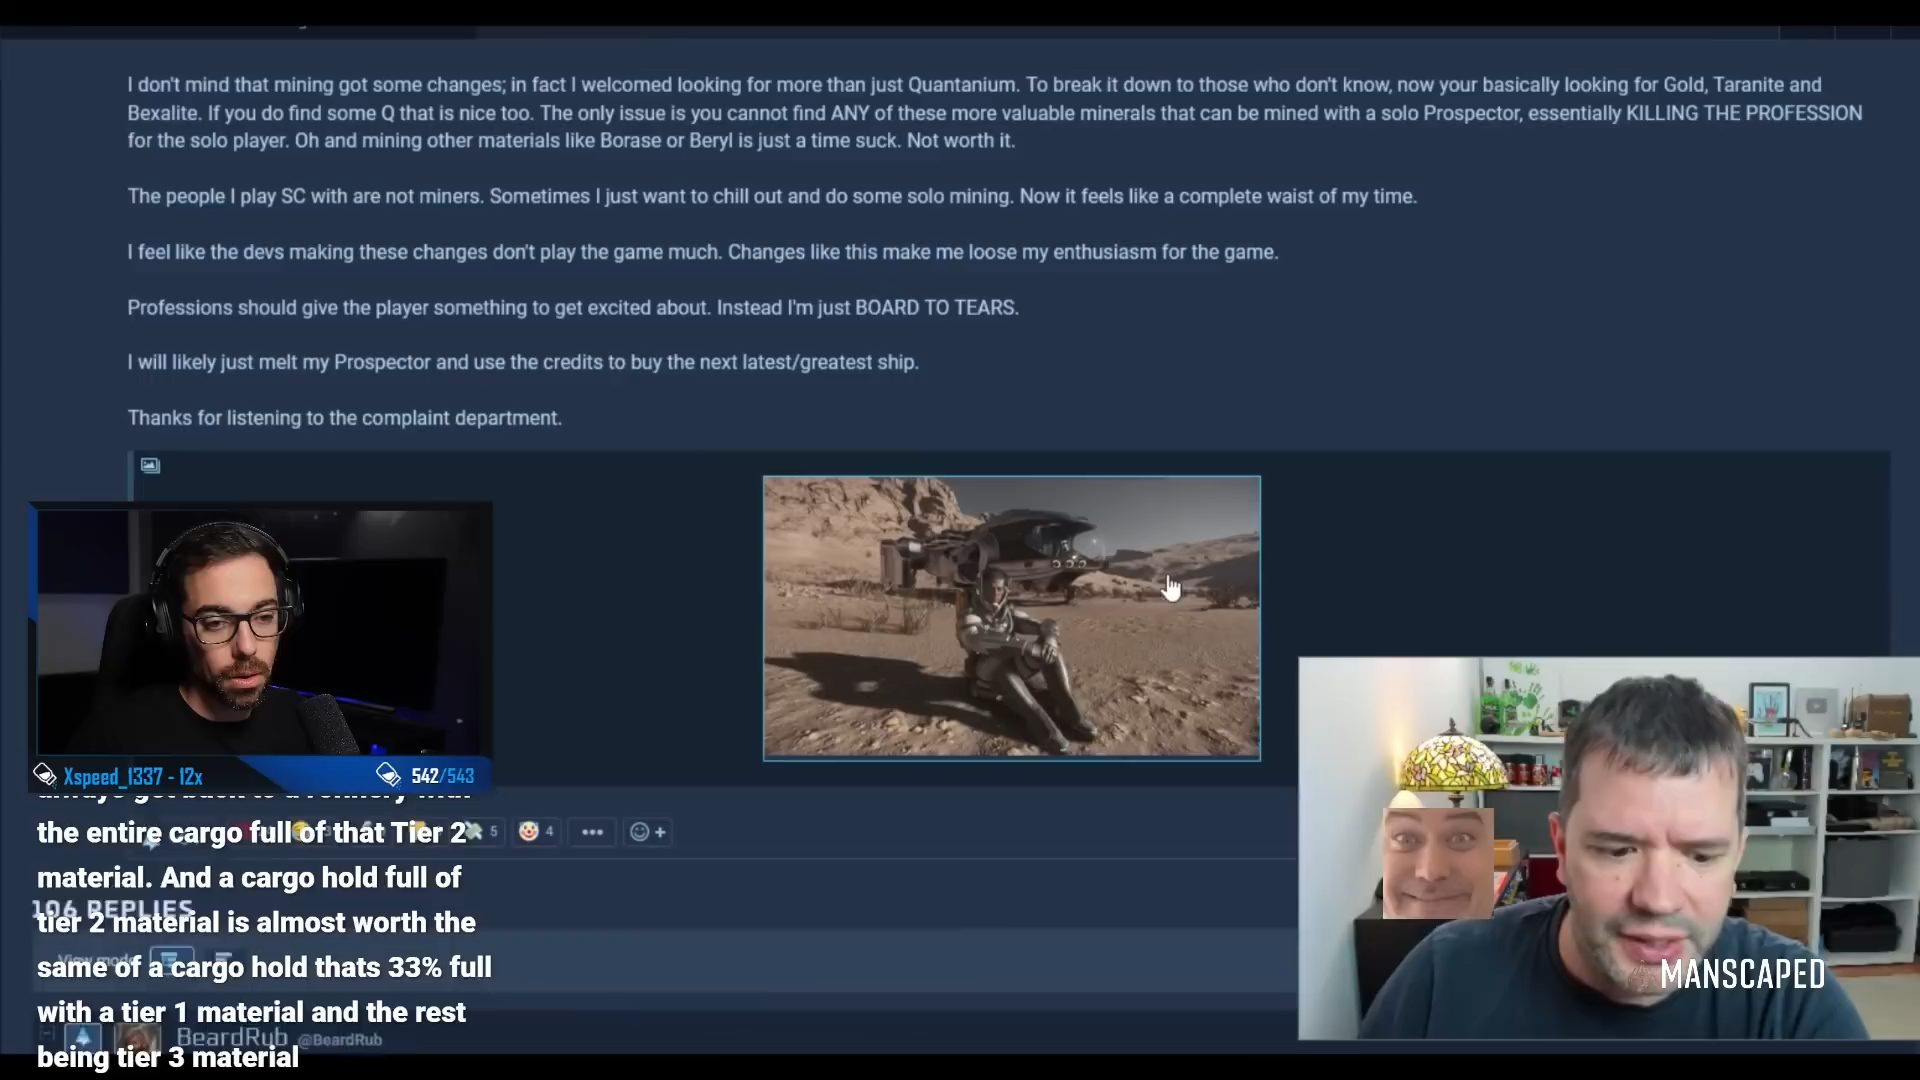 I don't mind that mining got some changes; in fact I welcomed looking for more than just Quantanium. To break it down to those who don't know, now your basically looking for Gold, Taranite and
Bexalite. If you do find some Q that is nice too. The only issue is you cannot find ANY of these more valuable minerals that can be mined with a solo Prospector, essentially KILLING THE PROFESSION
for the solo player. Oh and mining other materials like Borase or Beryl is just a time suck. Not worth it.
The people I play SC with are not miners. Sometimes I just want to chill out and do some solo mining. Now it feels like a complete waist of my time.
I feel like the devs making these changes don't play the game much. Changes like this make me loose my enthusiasm for the game.
Professions should give the player something to get excited about. Instead I'm just BOARD TO TEARS.
I will likely just melt my Prospector and use the credits to buy the next latest/greatest ship.
Thanks for listening to the complaint department.
Xspeed_1337 - 12x
542/543
always got back to a refinery with
the entire cargo full of that Tier 2
material. And a cargo hold full of
tier 2 material is almost worth the
same of a cargo hold thats 33% full
with a tier 1 material and the rest
being tier 3 material
5
4
106 REPLIES
View mode
BeardRub @BeardRub
MANSCAPED